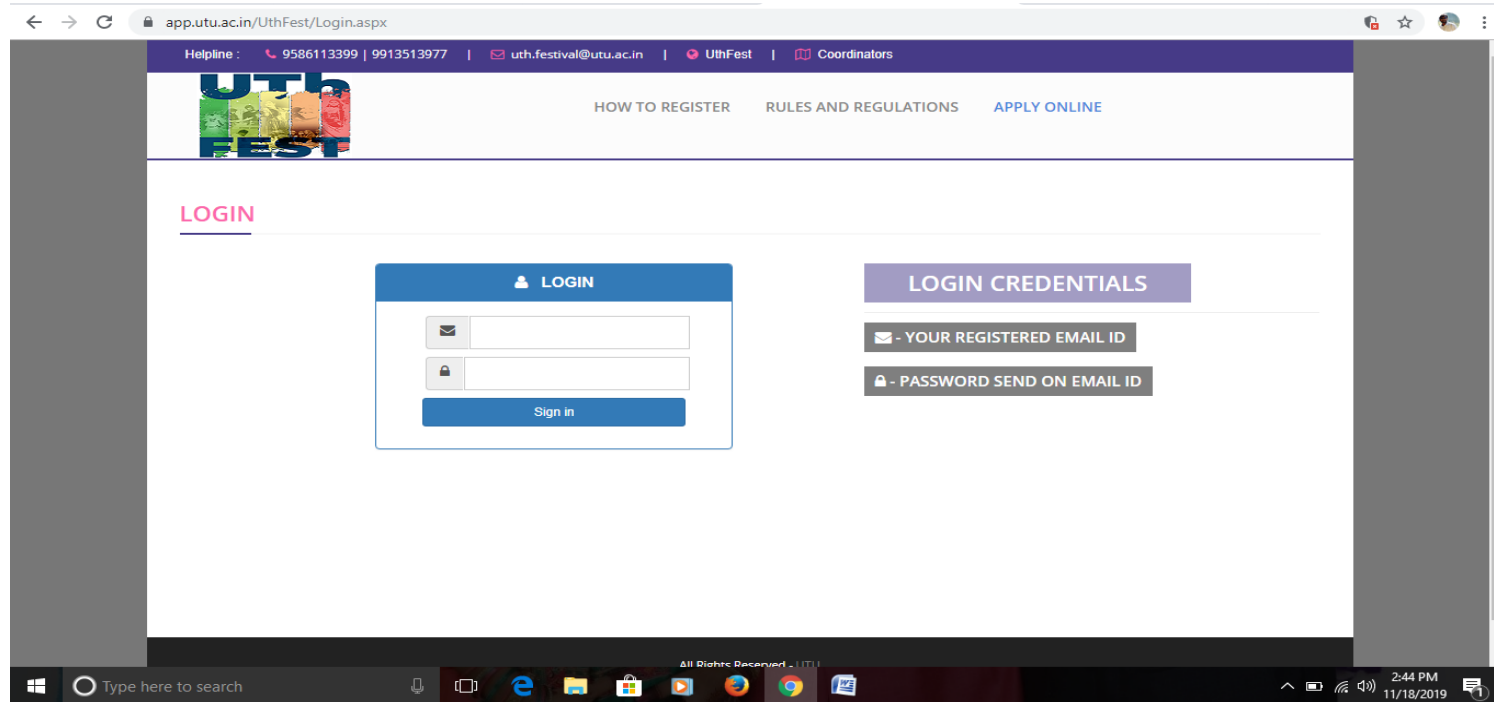 app.utu.ac.in/UthFest/Login.aspx
Helpline : 9586113399 | 9913513977 | uth.festival@utu.ac.in | UthFest | Coordinators
UTh
FEST
HOW TO REGISTER RULES AND REGULATIONS APPLY ONLINE
LOGIN
LOGIN
Sign in
LOGIN CREDENTIALS
- YOUR REGISTERED EMAIL ID
- PASSWORD SEND ON EMAIL ID
All Rights Reserved - UTU
Type here to search
2:44 PM
11/18/2019
1